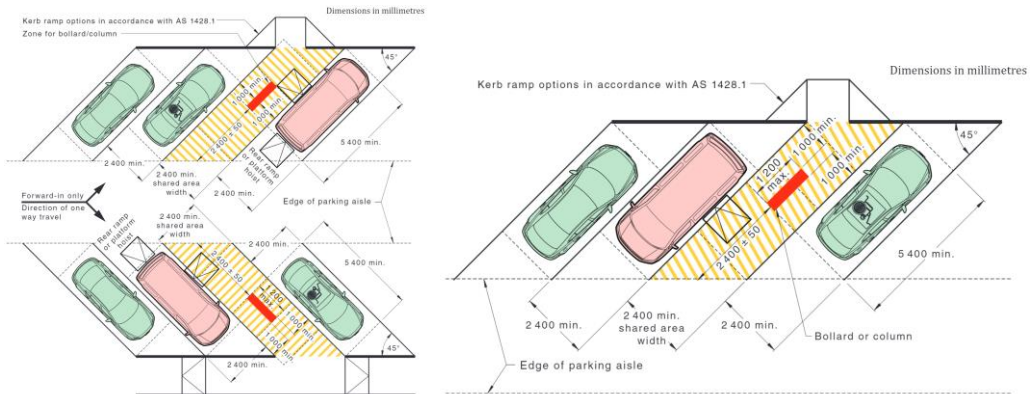 Dimensions in millimetres
Kerb ramp options in accordance with AS 1428.1
Zone for bollard/column
45°
1 000 min.
1 000 min.
2 400 ± 50
Rear ramp
or platform
hoist
5 400 min.
2 400 min.
2 400 min.
shared area
width
2 400 min.
Edge of parking aisle
Forward-in only
Direction of one
way travel
Rear ramp
or platform
hoist
2 400 min.
shared area
width
2 400 min.
2 400 ± 50
5 400 min.
1 200
max.
1 000 min.
1 000 min.
2 400 min.
45°
Dimensions in millimetres
Kerb ramp options in accordance with AS 1428.1
45°
1 000 min.
1 200
max.
1 000 min.
2 400 ± 50
5 400 min.
2 400 min.
2 400 min.
shared area
width
2 400 min.
Bollard or column
Edge of parking aisle